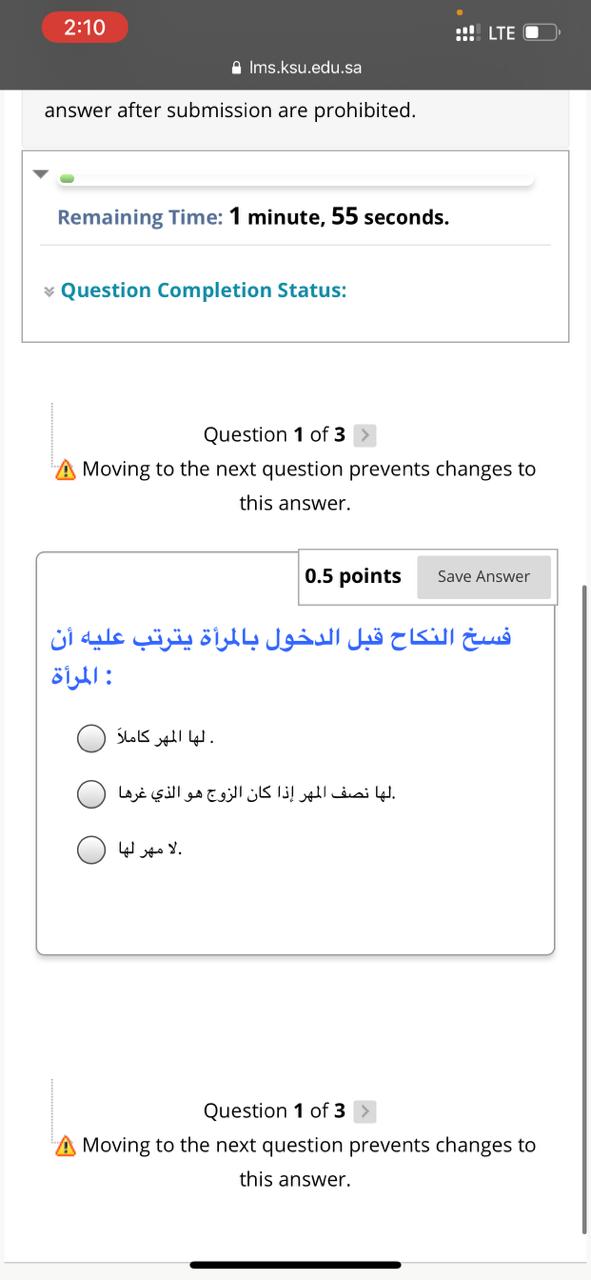 2:10
LTE
lms.ksu.edu.sa
answer after submission are prohibited.
Remaining Time: 1 minute, 55 seconds.
Question Completion Status:
Question 1 of 3
Moving to the next question prevents changes to
this answer.
0.5 points
Save Answer
فسخ النكاح قبل الدخول بالمرأة يترتب عليه أن
المرأة :
لها المهر كاملاَ .
لها نصف المهر إذا كان الزوج هو الذي غرها.
لا مهر لها.
Question 1 of 3
Moving to the next question prevents changes to
this answer.